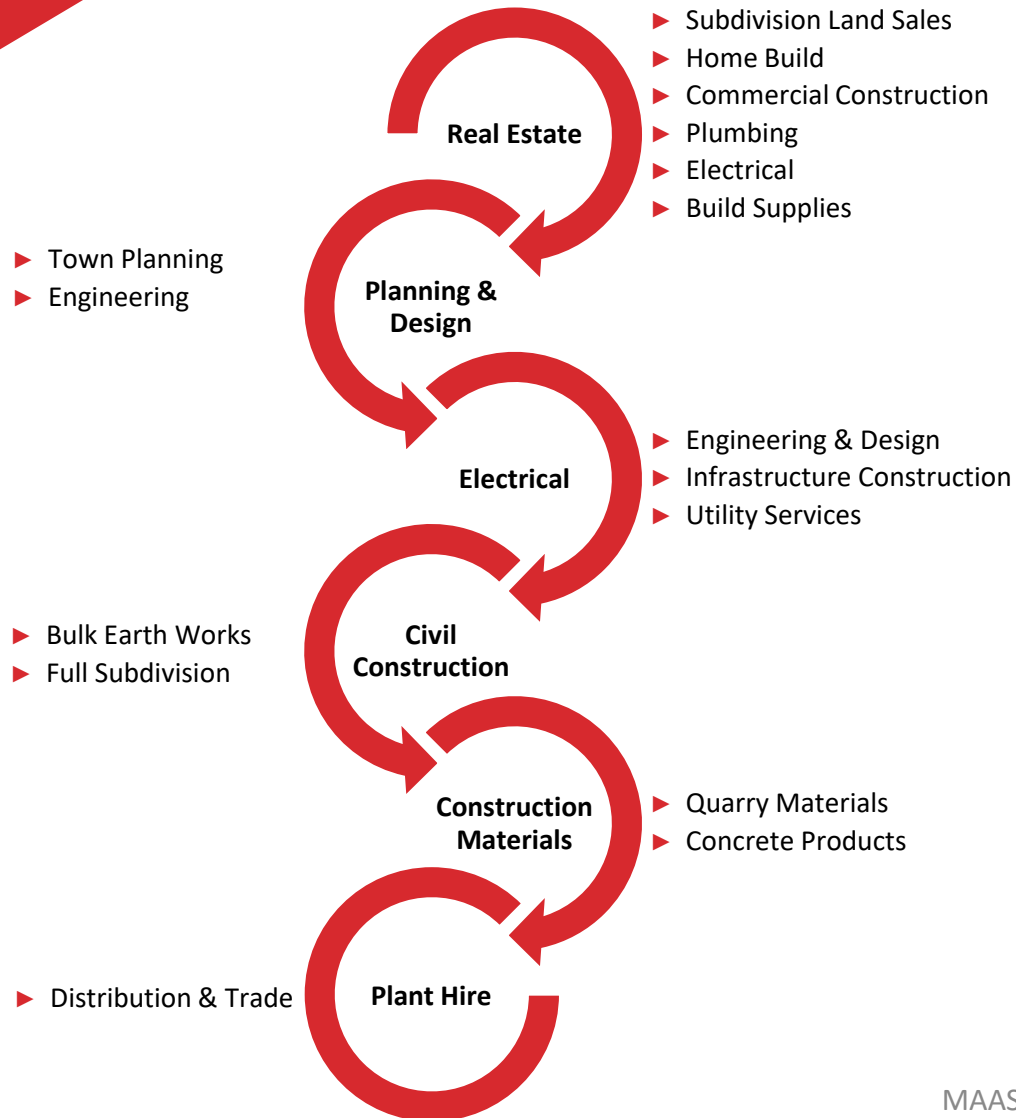 ► Subdivision Land Sales
► Home Build
► Commercial Construction
► Plumbing
► Electrical
► Build Supplies
Real Estate
► Town Planning
► Engineering
Planning &
Design
Electrical
► Engineering & Design
► Infrastructure Construction
► Utility Services
► Bulk Earth Works
► Full Subdivision
Civil
Construction
Construction
Materials
► Quarry Materials
► Concrete Products
► Distribution & Trade
Plant Hire
MAAS